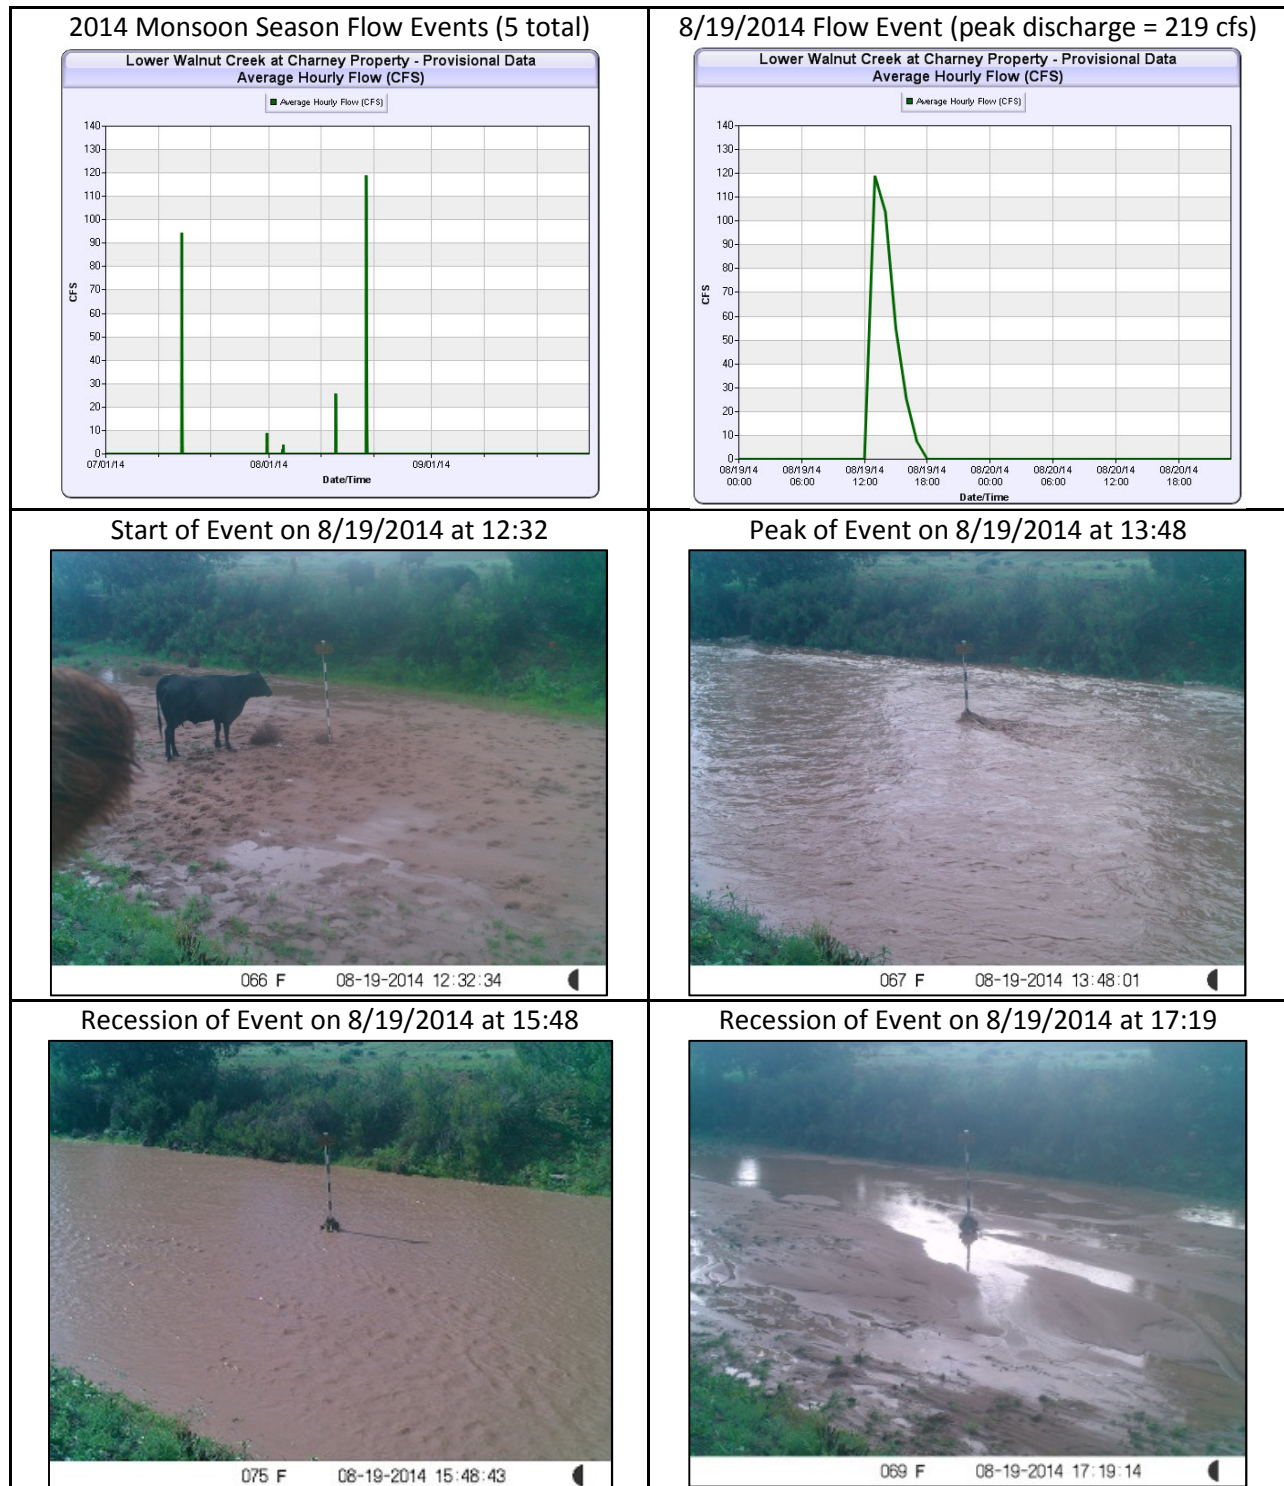 2014 Monsoon Season Flow Events (5 total)
Lower Walnut Creek at Charney Property - Provisional Data
Average Hourly Flow (CFS)
Average Hourly Flow (CFS)
140
130
120
110
100
90
80
70
60
50
40
30
20
10
0
CFS
07/01/14 08/01/14 09/01/14
Date/Time
8/19/2014 Flow Event (peak discharge = 219 cfs)
Lower Walnut Creek at Charney Property - Provisional Data
Average Hourly Flow (CFS)
Average Hourly Flow (CFS)
140
130
120
110
100
90
80
70
60
50
40
30
20
10
0
CFS
08/19/14 08/19/14 08/19/14 08/19/14 08/20/14 08/20/14 08/20/14 08/20/14
00:00 06:00 12:00 18:00 00:00 06:00 12:00 18:00
Date/Time
Start of Event on 8/19/2014 at 12:32
066 F 08-19-2014 12:32:34
Peak of Event on 8/19/2014 at 13:48
067 F 08-19-2014 13:48:01
Recession of Event on 8/19/2014 at 15:48
075 F 08-19-2014 15:48:43
Recession of Event on 8/19/2014 at 17:19
069 F 08-19-2014 17:19:14